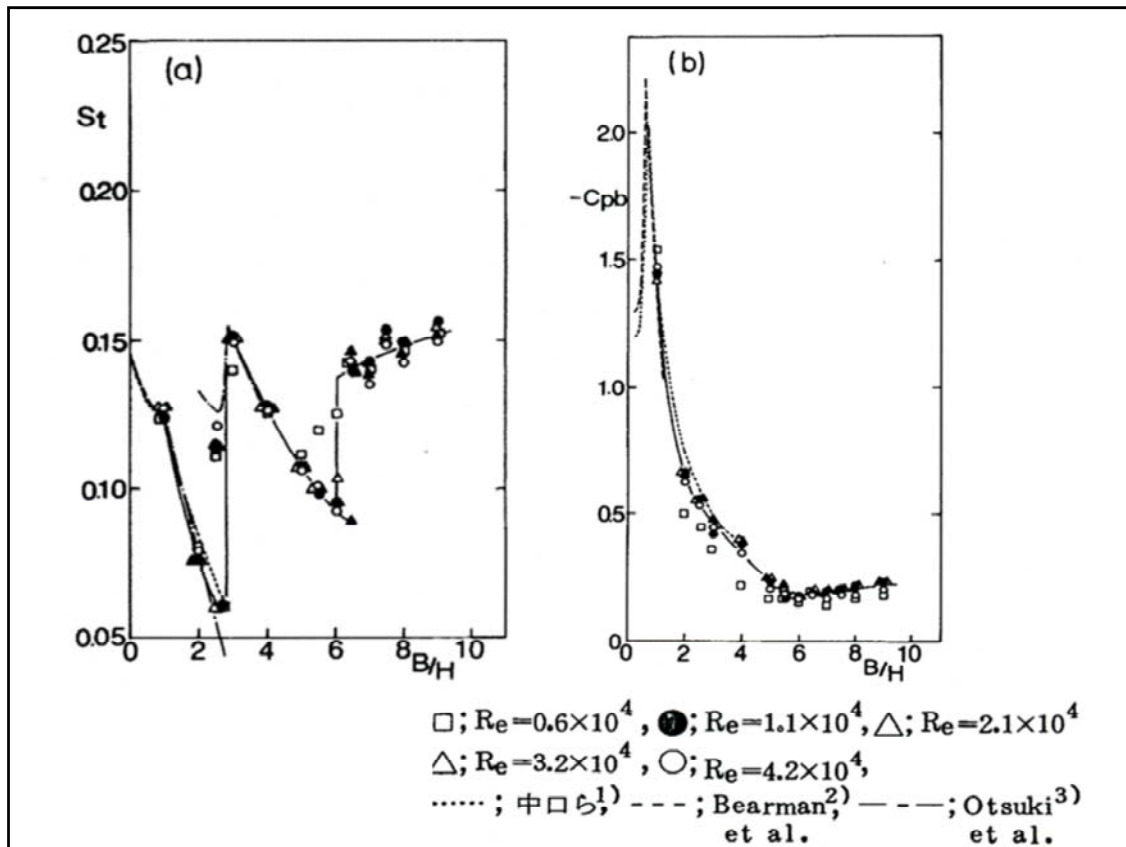 (a)
St
0.25
0.20
0.15
0.10
0.05
0 2 4 6 8 10
B/H
(b)
-Cpb
2.0
1.5
1.0
0.5
0
0 2 4 6 8 10
B/H
□; Re=0.6×10⁴, ●; Re=1.1×10⁴, △; Re=2.1×10⁴
△; Re=3.2×10⁴, ○; Re=4.2×10⁴,
······; 中口ら,¹⁾ ---; Bearman,²⁾ — - —; Otsuki³⁾
et al. et al.